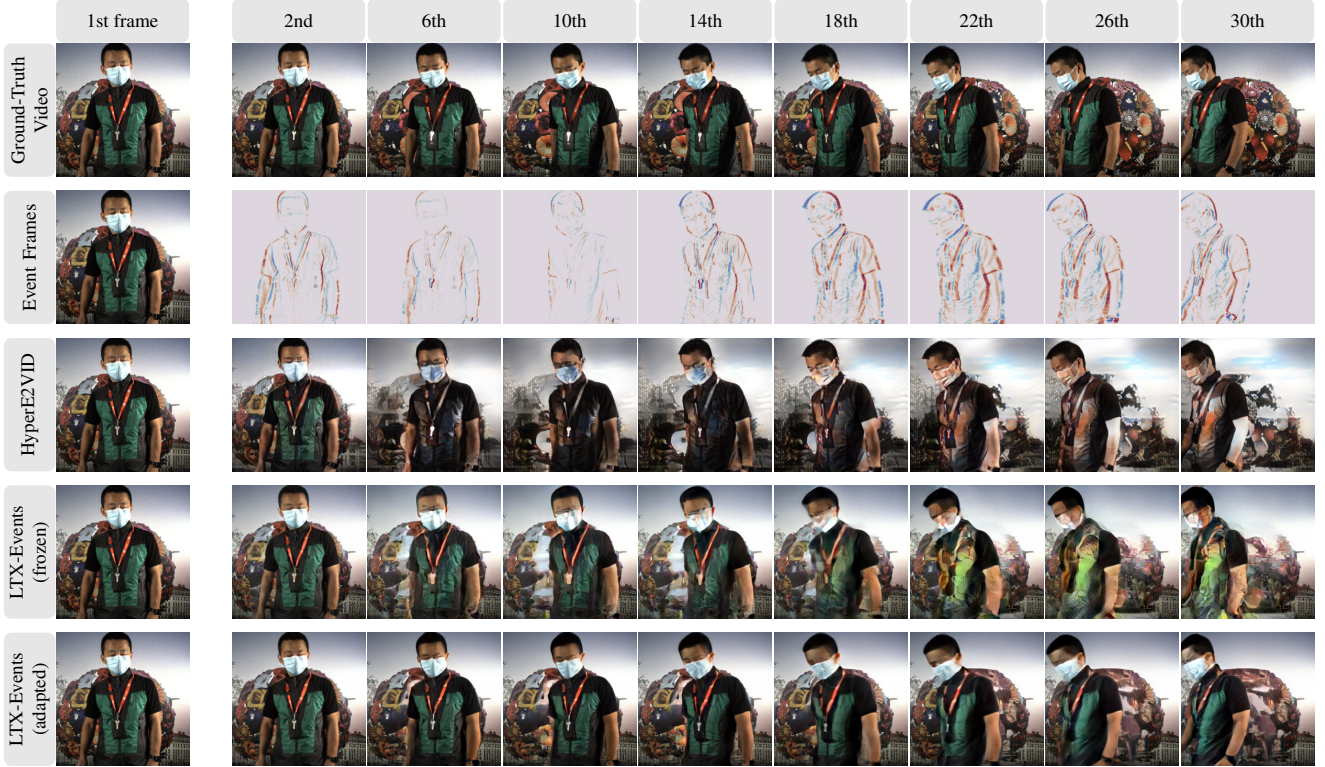 1st frame 2nd 6th 10th 14th 18th 22th 26th 30th
Ground-Truth
Video
Event Frames
HyperE2VID
LTX-Events
(frozen)
LTX-Events
(adapted)